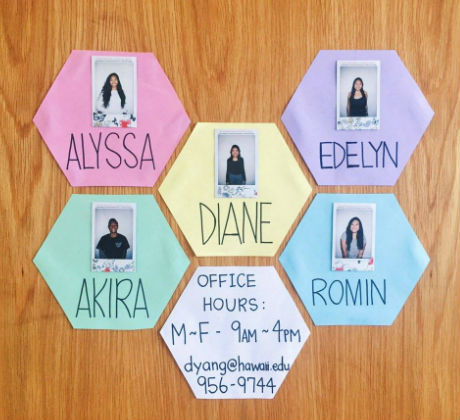 ALYSSA
EDELYN
DIANE
AKIRA
ROMIN
OFFICE
HOURS:
M~F - 9AM ~ 4PM
dyang@hawaii.edu
956-9744